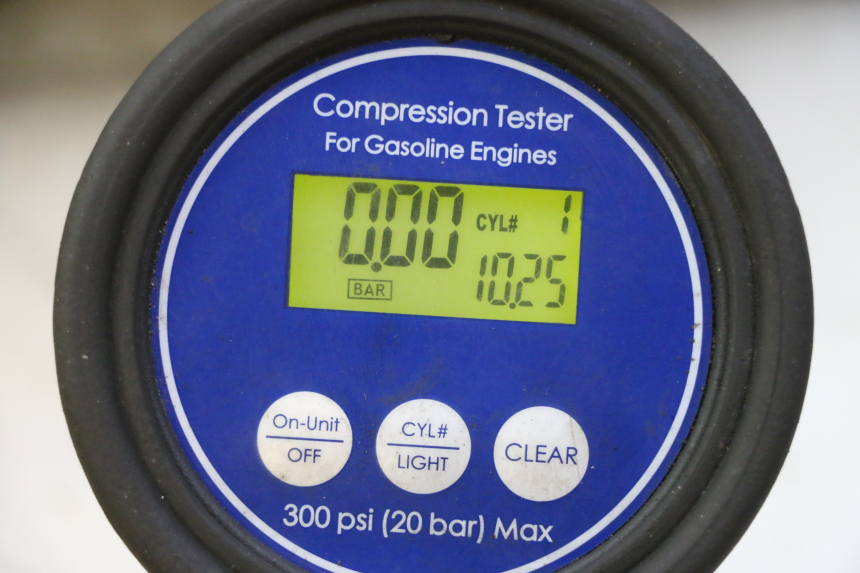 Compression Tester
For Gasoline Engines
0.00 CYL# 1
BAR 10.25
On-Unit
OFF
CYL#
LIGHT
CLEAR
300 psi (20 bar) Max